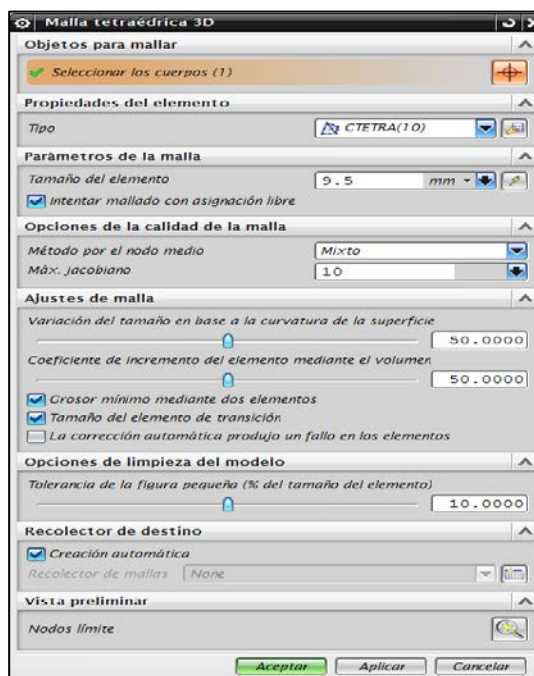 Malla tetraédrica 3D
Objetos para mallar
Seleccionar los cuerpos (1)
Propiedades del elemento
Tipo CTETRA(10)
Parámetros de la malla
Tamaño del elemento 9.5 mm
Intentar mallado con asignación libre
Opciones de la calidad de la malla
Método por el nodo medio Mixto
Máx. jacobiano 10
Ajustes de malla
Variación del tamaño en base a la curvatura de la superficie
50.0000
Coeficiente de incremento del elemento mediante el volumen
50.0000
Grosor mínimo mediante dos elementos
Tamaño del elemento de transición
La corrección automática produjo un fallo en los elementos
Opciones de limpieza del modelo
Tolerancia de la figura pequeña (% del tamaño del elemento)
10.0000
Recolector de destino
Creación automática
Recolector de mallas None
Vista preliminar
Nodos límite
Aceptar Aplicar Cancelar